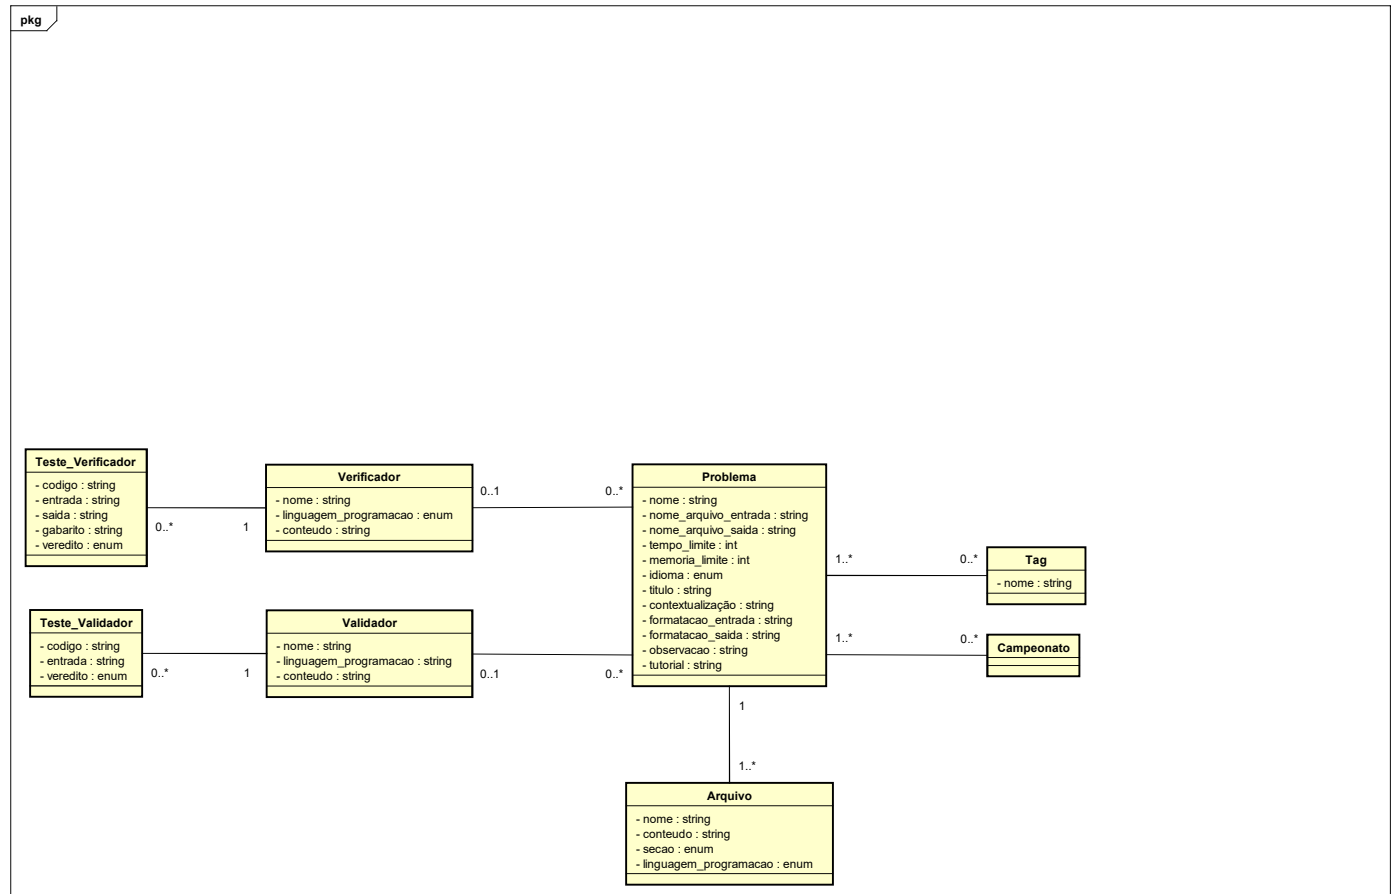 pkg
Teste_Verificador
- codigo : string
- entrada : string
- saida : string
- gabarito : string
- veredito : enum
0..*
1
Verificador
- nome : string
- linguagem_programacao : enum
- conteudo : string
0..1
0..*
Problema
- nome : string
- nome_arquivo_entrada : string
- nome_arquivo_saida : string
- tempo_limite : int
- memoria_limite : int
- idioma : enum
- titulo : string
- contextualização : string
- formatacao_entrada : string
- formatacao_saida : string
- observacao : string
- tutorial : string
1..*
0..*
Tag
- nome : string
1..*
0..*
Campeonato
Teste_Validador
- codigo : string
- entrada : string
- veredito : enum
0..*
1
Validador
- nome : string
- linguagem_programacao : string
- conteudo : string
0..1
0..*
1
1..*
Arquivo
- nome : string
- conteudo : string
- secao : enum
- linguagem_programacao : enum